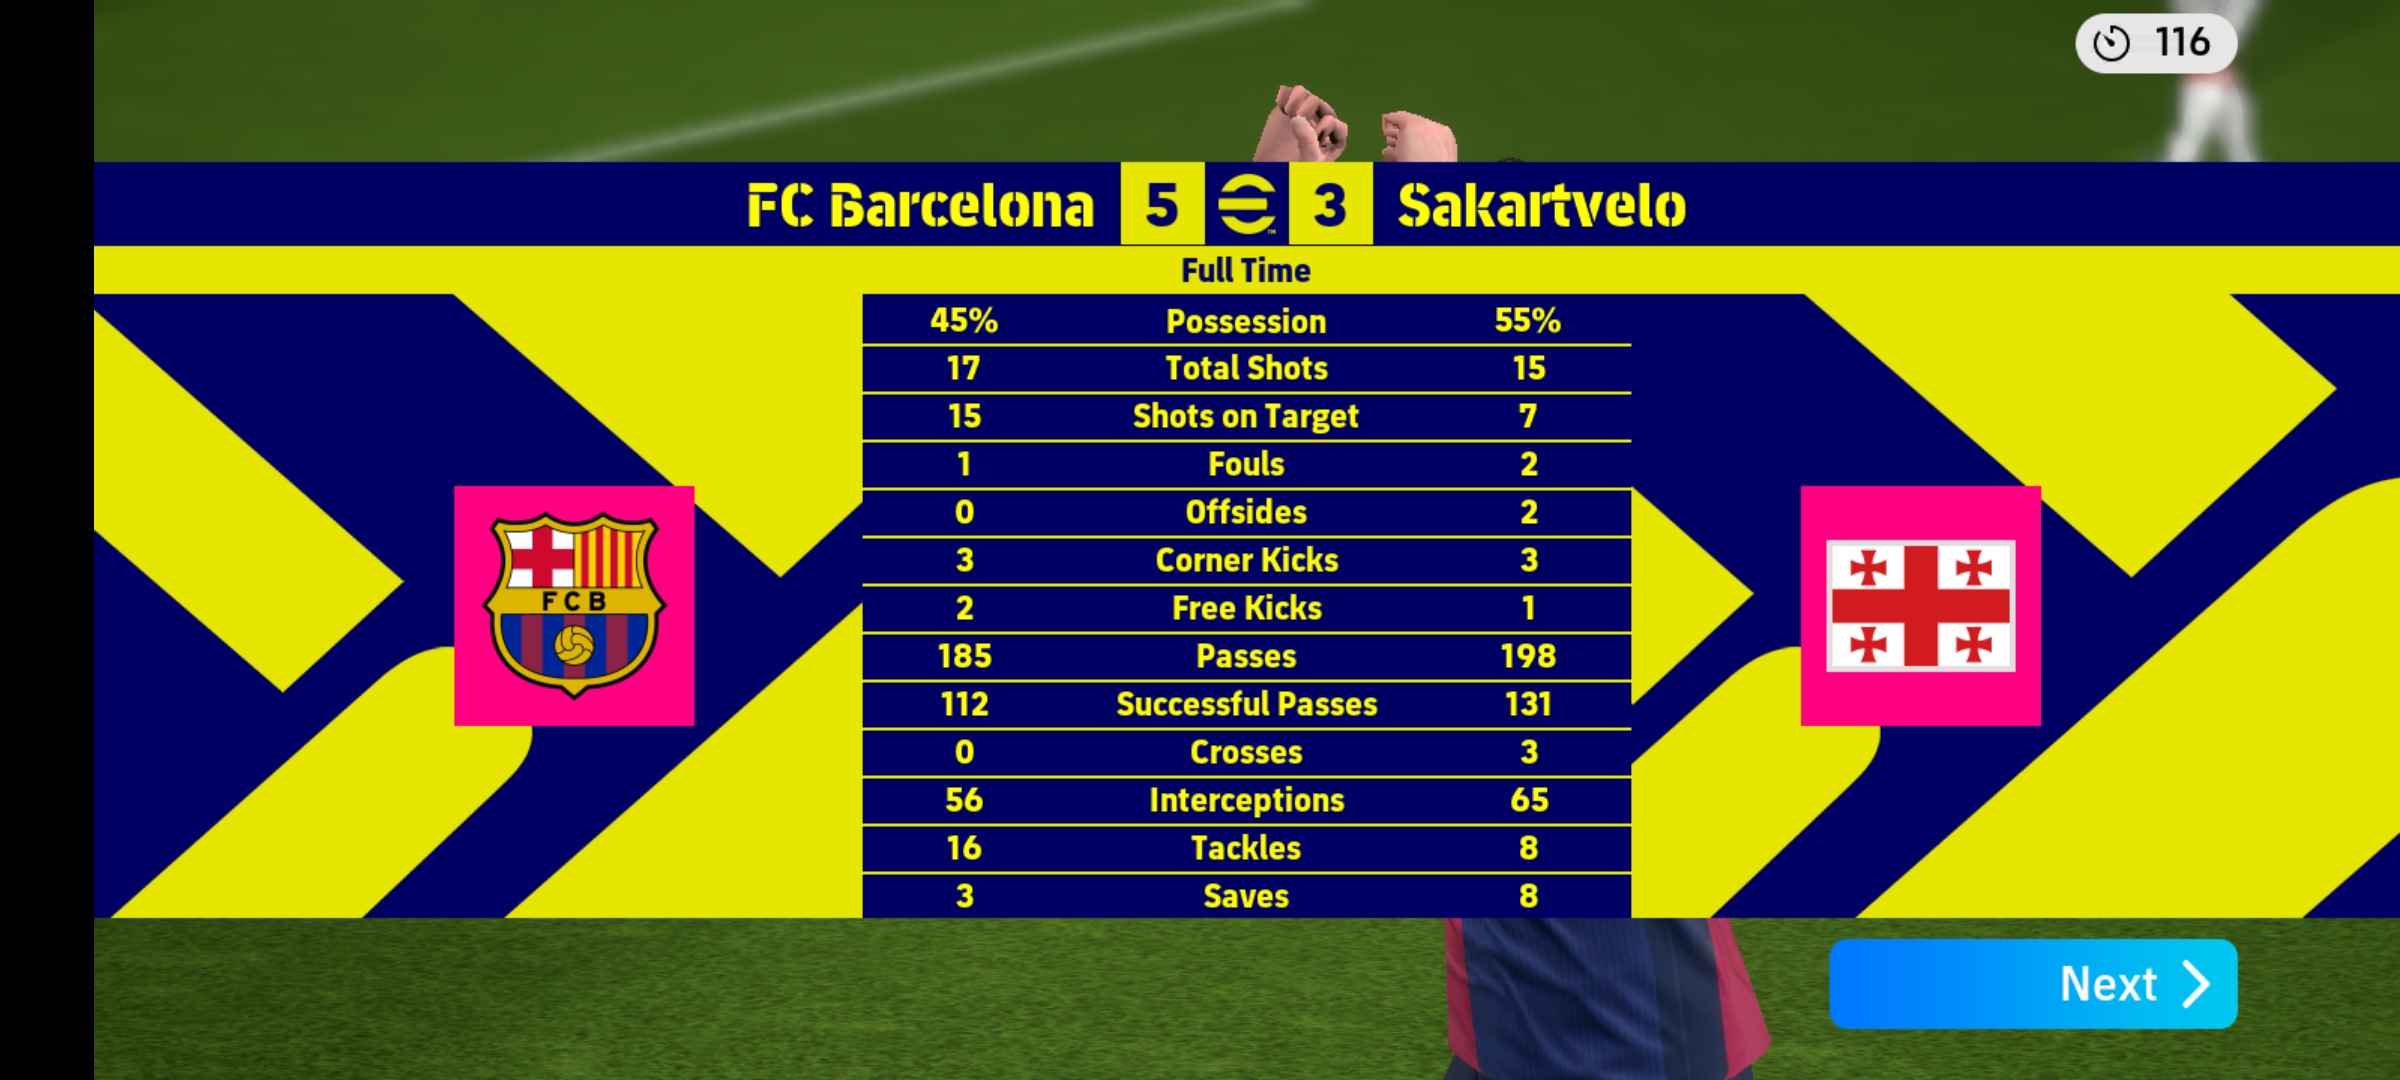 116
FC Barcelona 5 3 Sakartvelo
Full Time
45% Possession 55%
17 Total Shots 15
15 Shots on Target 7
1 Fouls 2
0 Offsides 2
3 Corner Kicks 3
2 Free Kicks 1
185 Passes 198
112 Successful Passes 131
0 Crosses 3
56 Interceptions 65
16 Tackles 8
3 Saves 8
FCB
Next